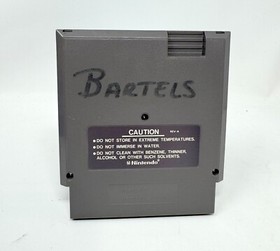 BARTELS
CAUTION
REV-A
•DO NOT STORE IN EXTREME TEMPERATURES.
•DO NOT IMMERSE IN WATER.
•DO NOT CLEAN WITH BENZENE, THINNER,
ALCOHOL OR OTHER SUCH SOLVENTS.
Nintendo